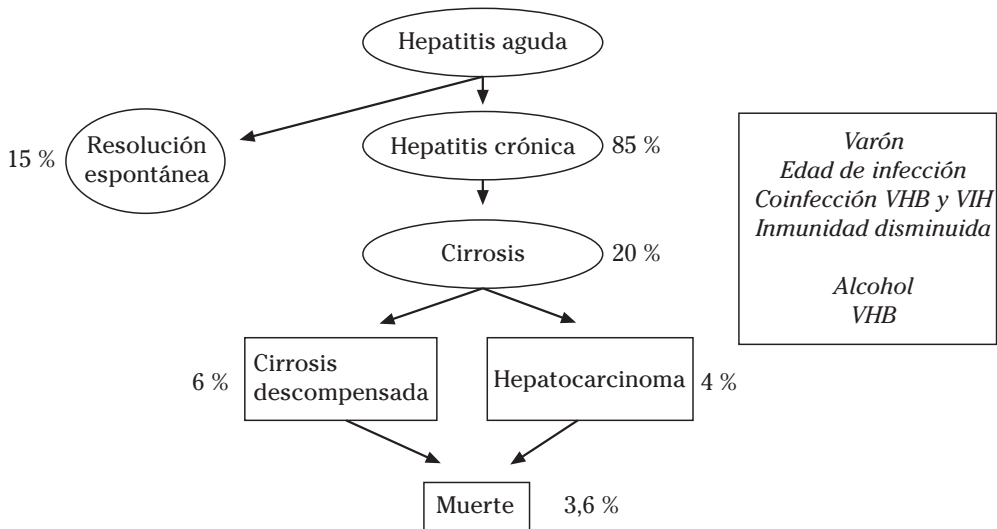 Hepatitis aguda
15 %
Resolución
espontánea
Hepatitis crónica
85 %
Cirrosis
20 %
6 %
Cirrosis
descompensada
Hepatocarcinoma
4 %
Muerte
3,6 %
Varón
Edad de infección
Coinfección VHB y VIH
Inmunidad disminuida
Alcohol
VHB